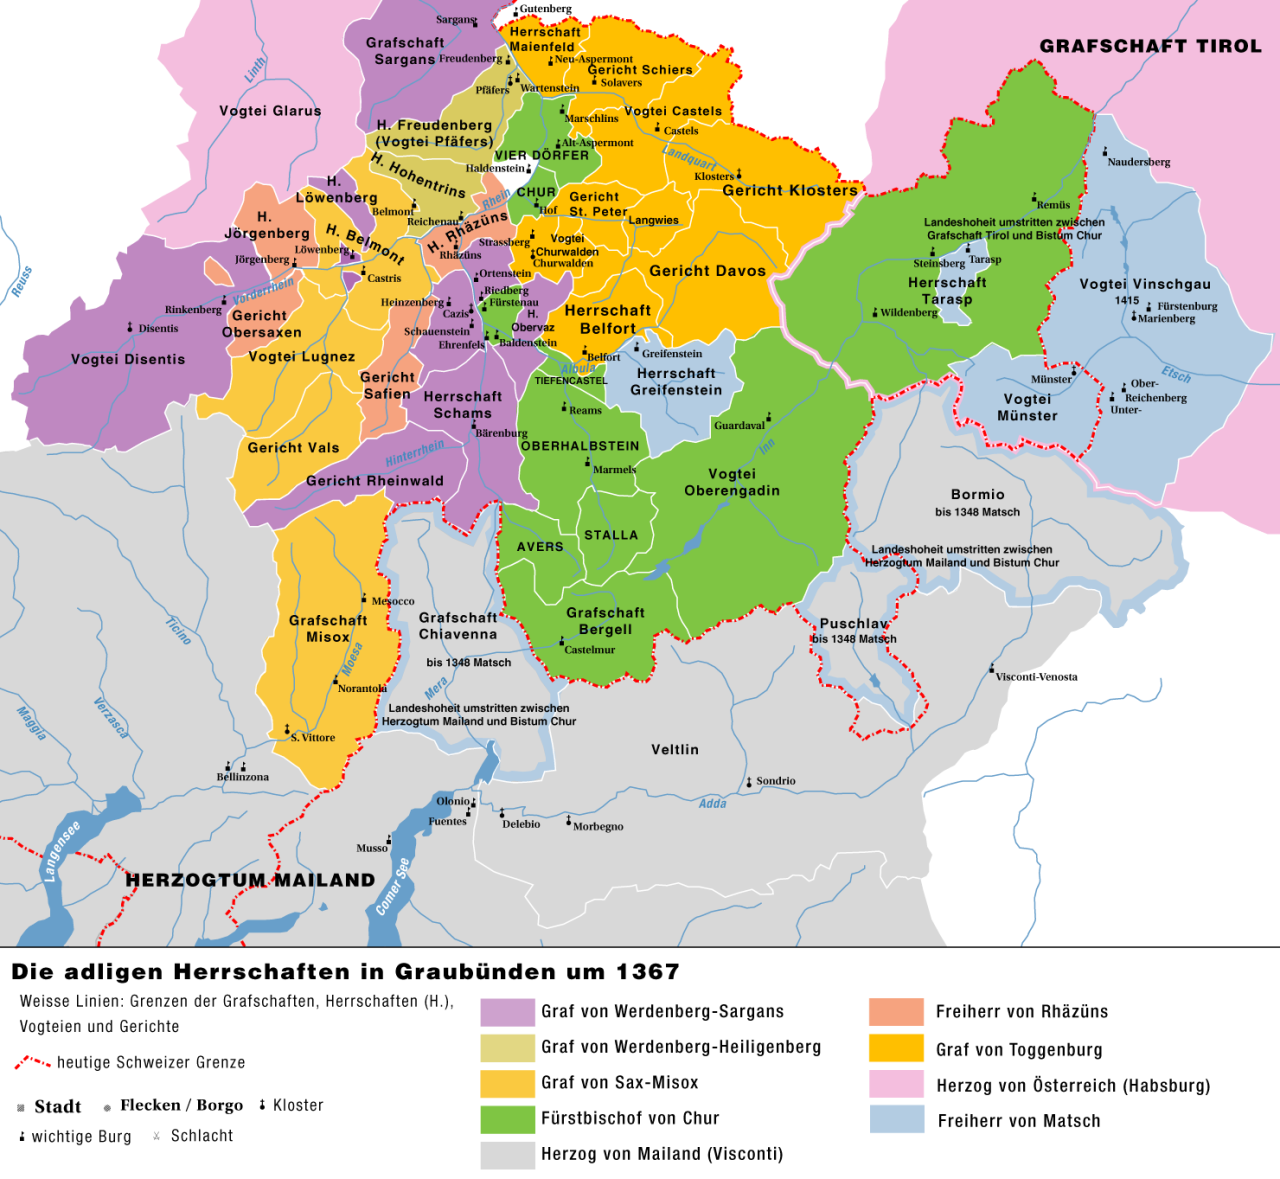 Gutenberg
Sargans
GRAFSCHAFT TIROL
Grafschaft
Sargans
Herrschaft
Maienfeld
Freudenberg
Neu-Aspermont
Gericht Schiers
Solavers
Linth
Pfäfers
Wartenstein
Vogtei Glarus
Marschlins
Vogtei Castels
H. Freudenberg
(Vogtei Pfäfers)
Castels
Alt-Aspermont
VIER DÖRFER
Landquart
Haldenstein
Naudersberg
H. Hohentrins
Klosters
Gericht Klosters
H.
Löwenberg
CHUR
Rhein
Hof
Gericht
St. Peter
Langwies
Remüs
Belmont
Reichenau
H.
Jörgenberg
H. Belmont
H. Rhäzüns
Rhäzüns
Strassberg
Vogtei
Churwalden
Churwalden
Landeshoheit umstritten zwischen
Grafschaft Tirol und Bistum Chur
Löwenberg
Jörgenberg
Steinsberg
Tarasp
Castris
Ortenstein
Gericht Davos
Reuss
Vorderrhein
Herrschaft
Tarasp
Vogtei Vinschgau
1415
Riedberg
Fürstenau
Heinzenberg
Rinkenberg
Cazis
H.
Obervaz
Herrschaft
Belfort
Fürstenburg
Marienberg
Wildenberg
Gericht
Obersaxen
Disentis
Schauenstein
Ehrenfels
Baldenstein
Vogtei Disentis
Vogtei Lugnez
Belfort
Greifenstein
Albula
TIEFENCASTEL
Herrschaft
Greifenstein
Gericht
Safien
Münster
Etsch
Ober-
Reichenberg
Unter-
Vogtei
Münster
Herrschaft
Schams
Reams
Guardaval
Bärenburg
Inn
OBERHALBSTEIN
Gericht Vals
Hinterrhein
Marmels
Gericht Rheinwald
Vogtei
Oberengadin
Bormio
bis 1348 Matsch
STALLA
AVERS
Landeshoheit umstritten zwischen
Herzogtum Mailand und Bistum Chur
Mesocco
Ticino
Grafschaft
Misox
Grafschaft
Chiavenna
Grafschaft
Bergell
Puschlav
bis 1348 Matsch
Castelmur
Moesa
bis 1348 Matsch
Visconti-Venosta
Mera
Norantola
Verzasca
Maggia
Landeshoheit umstritten zwischen
Herzogtum Mailand und Bistum Chur
S. Vittore
Veltlin
Bellinzona
Sondrio
Olonio
Fuentes
Adda
Delebio
Morbegno
Langensee
Musso
Comer See
HERZOGTUM MAILAND
Die adligen Herrschaften in Graubünden um 1367
Weisse Linien: Grenzen der Grafschaften, Herrschaften (H.),
Vogteien und Gerichte
heutige Schweizer Grenze
Stadt
Flecken / Borgo
Kloster
wichtige Burg
Schlacht
Graf von Werdenberg-Sargans
Graf von Werdenberg-Heiligenberg
Graf von Sax-Misox
Fürstbischof von Chur
Herzog von Mailand (Visconti)
Freiherr von Rhäzüns
Graf von Toggenburg
Herzog von Österreich (Habsburg)
Freiherr von Matsch